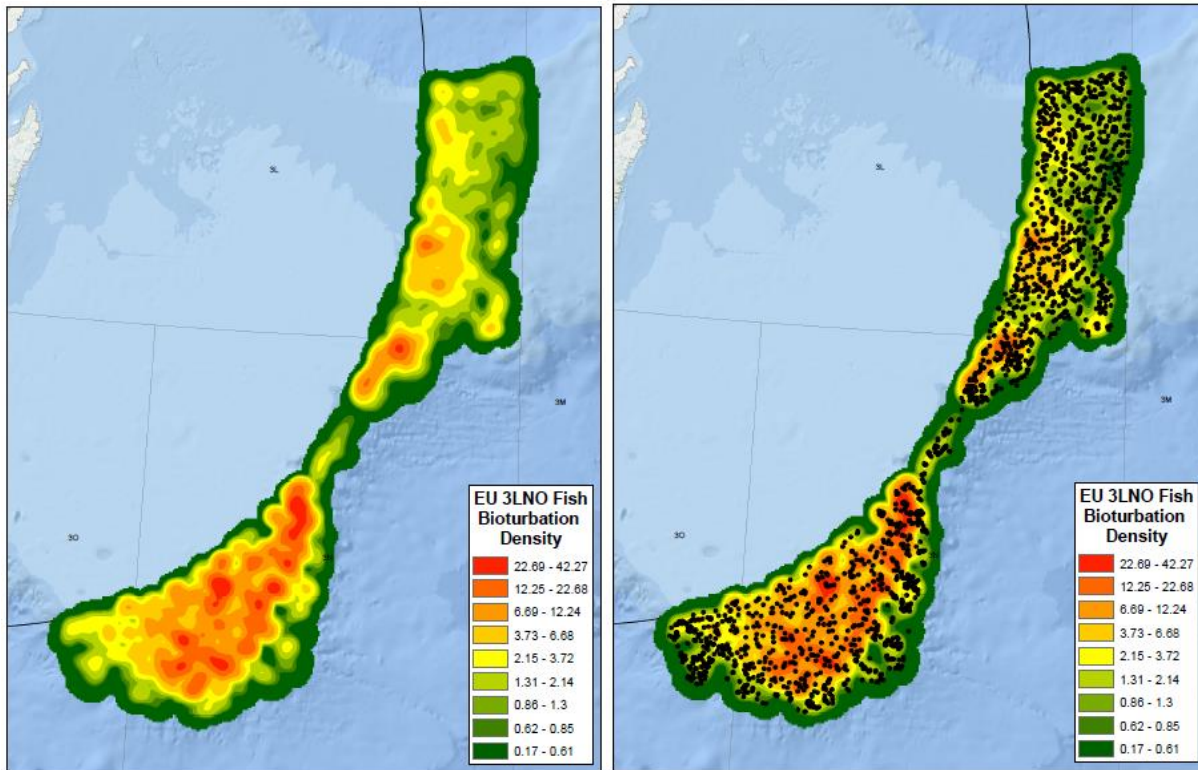 3L
3M
3O
EU 3LNO Fish
Bioturbation
Density
22.69 - 42.27
12.25 - 22.68
6.69 - 12.24
3.73 - 6.68
2.15 - 3.72
1.31 - 2.14
0.86 - 1.3
0.62 - 0.85
0.17 - 0.61
3L
3M
3O
EU 3LNO Fish
Bioturbation
Density
22.69 - 42.27
12.25 - 22.68
6.69 - 12.24
3.73 - 6.68
2.15 - 3.72
1.31 - 2.14
0.86 - 1.3
0.62 - 0.85
0.17 - 0.61